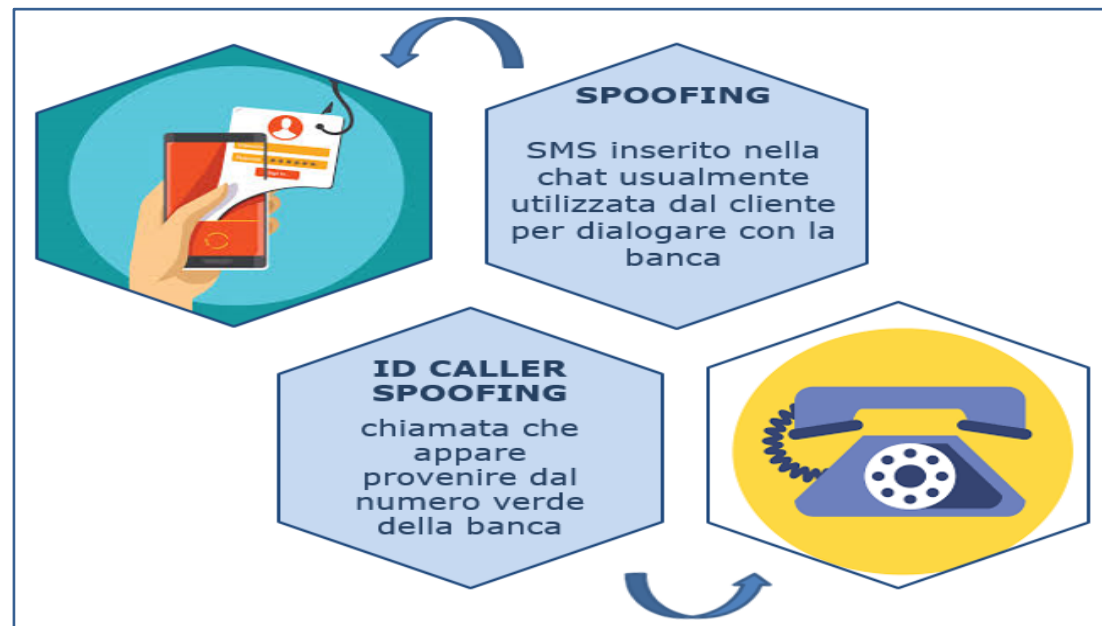 SPOOFING
SMS inserito nella
chat usualmente
utilizzata dal cliente
per dialogare con la
banca
ID CALLER
SPOOFING
chiamata che
appare
provenire dal
numero verde
della banca